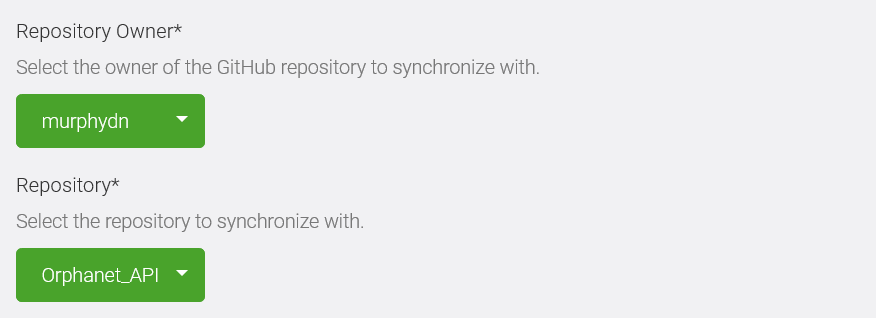 Repository Owner*
Select the owner of the GitHub repository to synchronize with.
murphydn
Repository*
Select the repository to synchronize with.
Orphanet_API